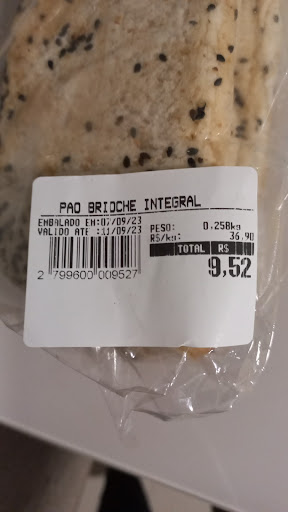 PAO BRIOCHE INTEGRAL
EMBALADO EM:07/09/23
VALIDO ATE :11/09/23
PESO: 0.258kg
R$/kg: 36.90
TOTAL R$
9,52
2 799600 009527